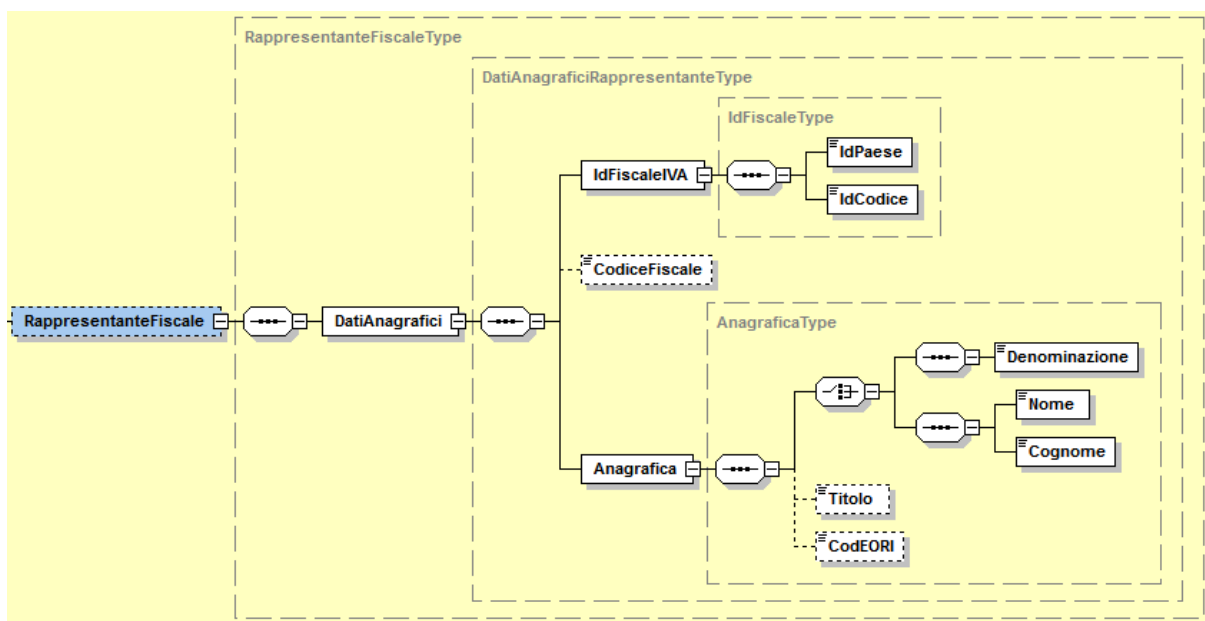 RappresentanteFiscaleType
DatiAnagraficiRappresentanteType
IdFiscaleType
IdPaese
IdFiscaleIVA
IdCodice
CodiceFiscale
RappresentanteFiscale
DatiAnagrafici
AnagraficaType
Denominazione
Nome
Cognome
Anagrafica
Titolo
CodEORI